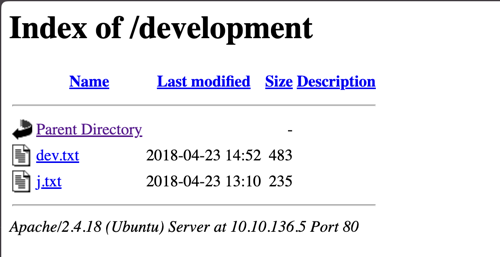 Index of /development
Name Last modified Size Description
Parent Directory -
dev.txt 2018-04-23 14:52 483
j.txt 2018-04-23 13:10 235
Apache/2.4.18 (Ubuntu) Server at 10.10.136.5 Port 80